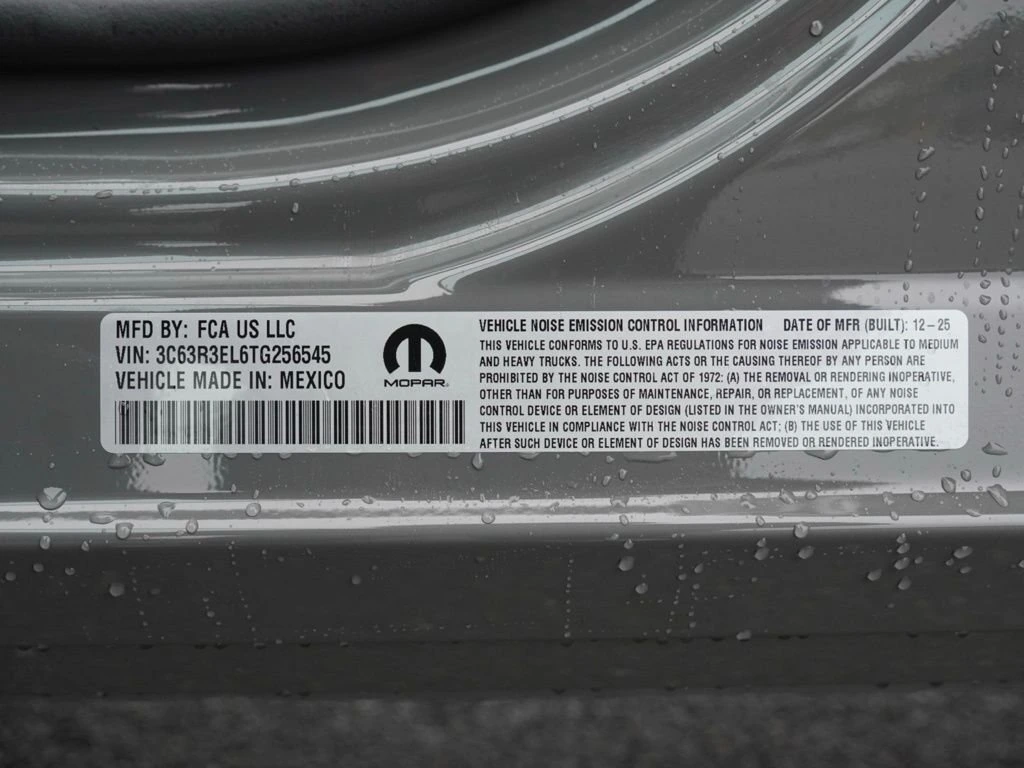 MFD BY: FCA US LLC
VIN: 3C63R3EL6TG256545
VEHICLE MADE IN: MEXICO
MOPAR
VEHICLE NOISE EMISSION CONTROL INFORMATION DATE OF MFR (BUILT): 12-25
THIS VEHICLE CONFORMS TO U.S. EPA REGULATIONS FOR NOISE EMISSION APPLICABLE TO MEDIUM
AND HEAVY TRUCKS. THE FOLLOWING ACTS OR THE CAUSING THEREOF BY ANY PERSON ARE
PROHIBITED BY THE NOISE CONTROL ACT OF 1972: (A) THE REMOVAL OR RENDERING INOPERATIVE,
OTHER THAN FOR PURPOSES OF MAINTENANCE, REPAIR, OR REPLACEMENT, OF ANY NOISE
CONTROL DEVICE OR ELEMENT OF DESIGN (LISTED IN THE OWNER'S MANUAL) INCORPORATED INTO
THIS VEHICLE IN COMPLIANCE WITH THE NOISE CONTROL ACT; (B) THE USE OF THIS VEHICLE
AFTER SUCH DEVICE OR ELEMENT OF DESIGN HAS BEEN REMOVED OR RENDERED INOPERATIVE.